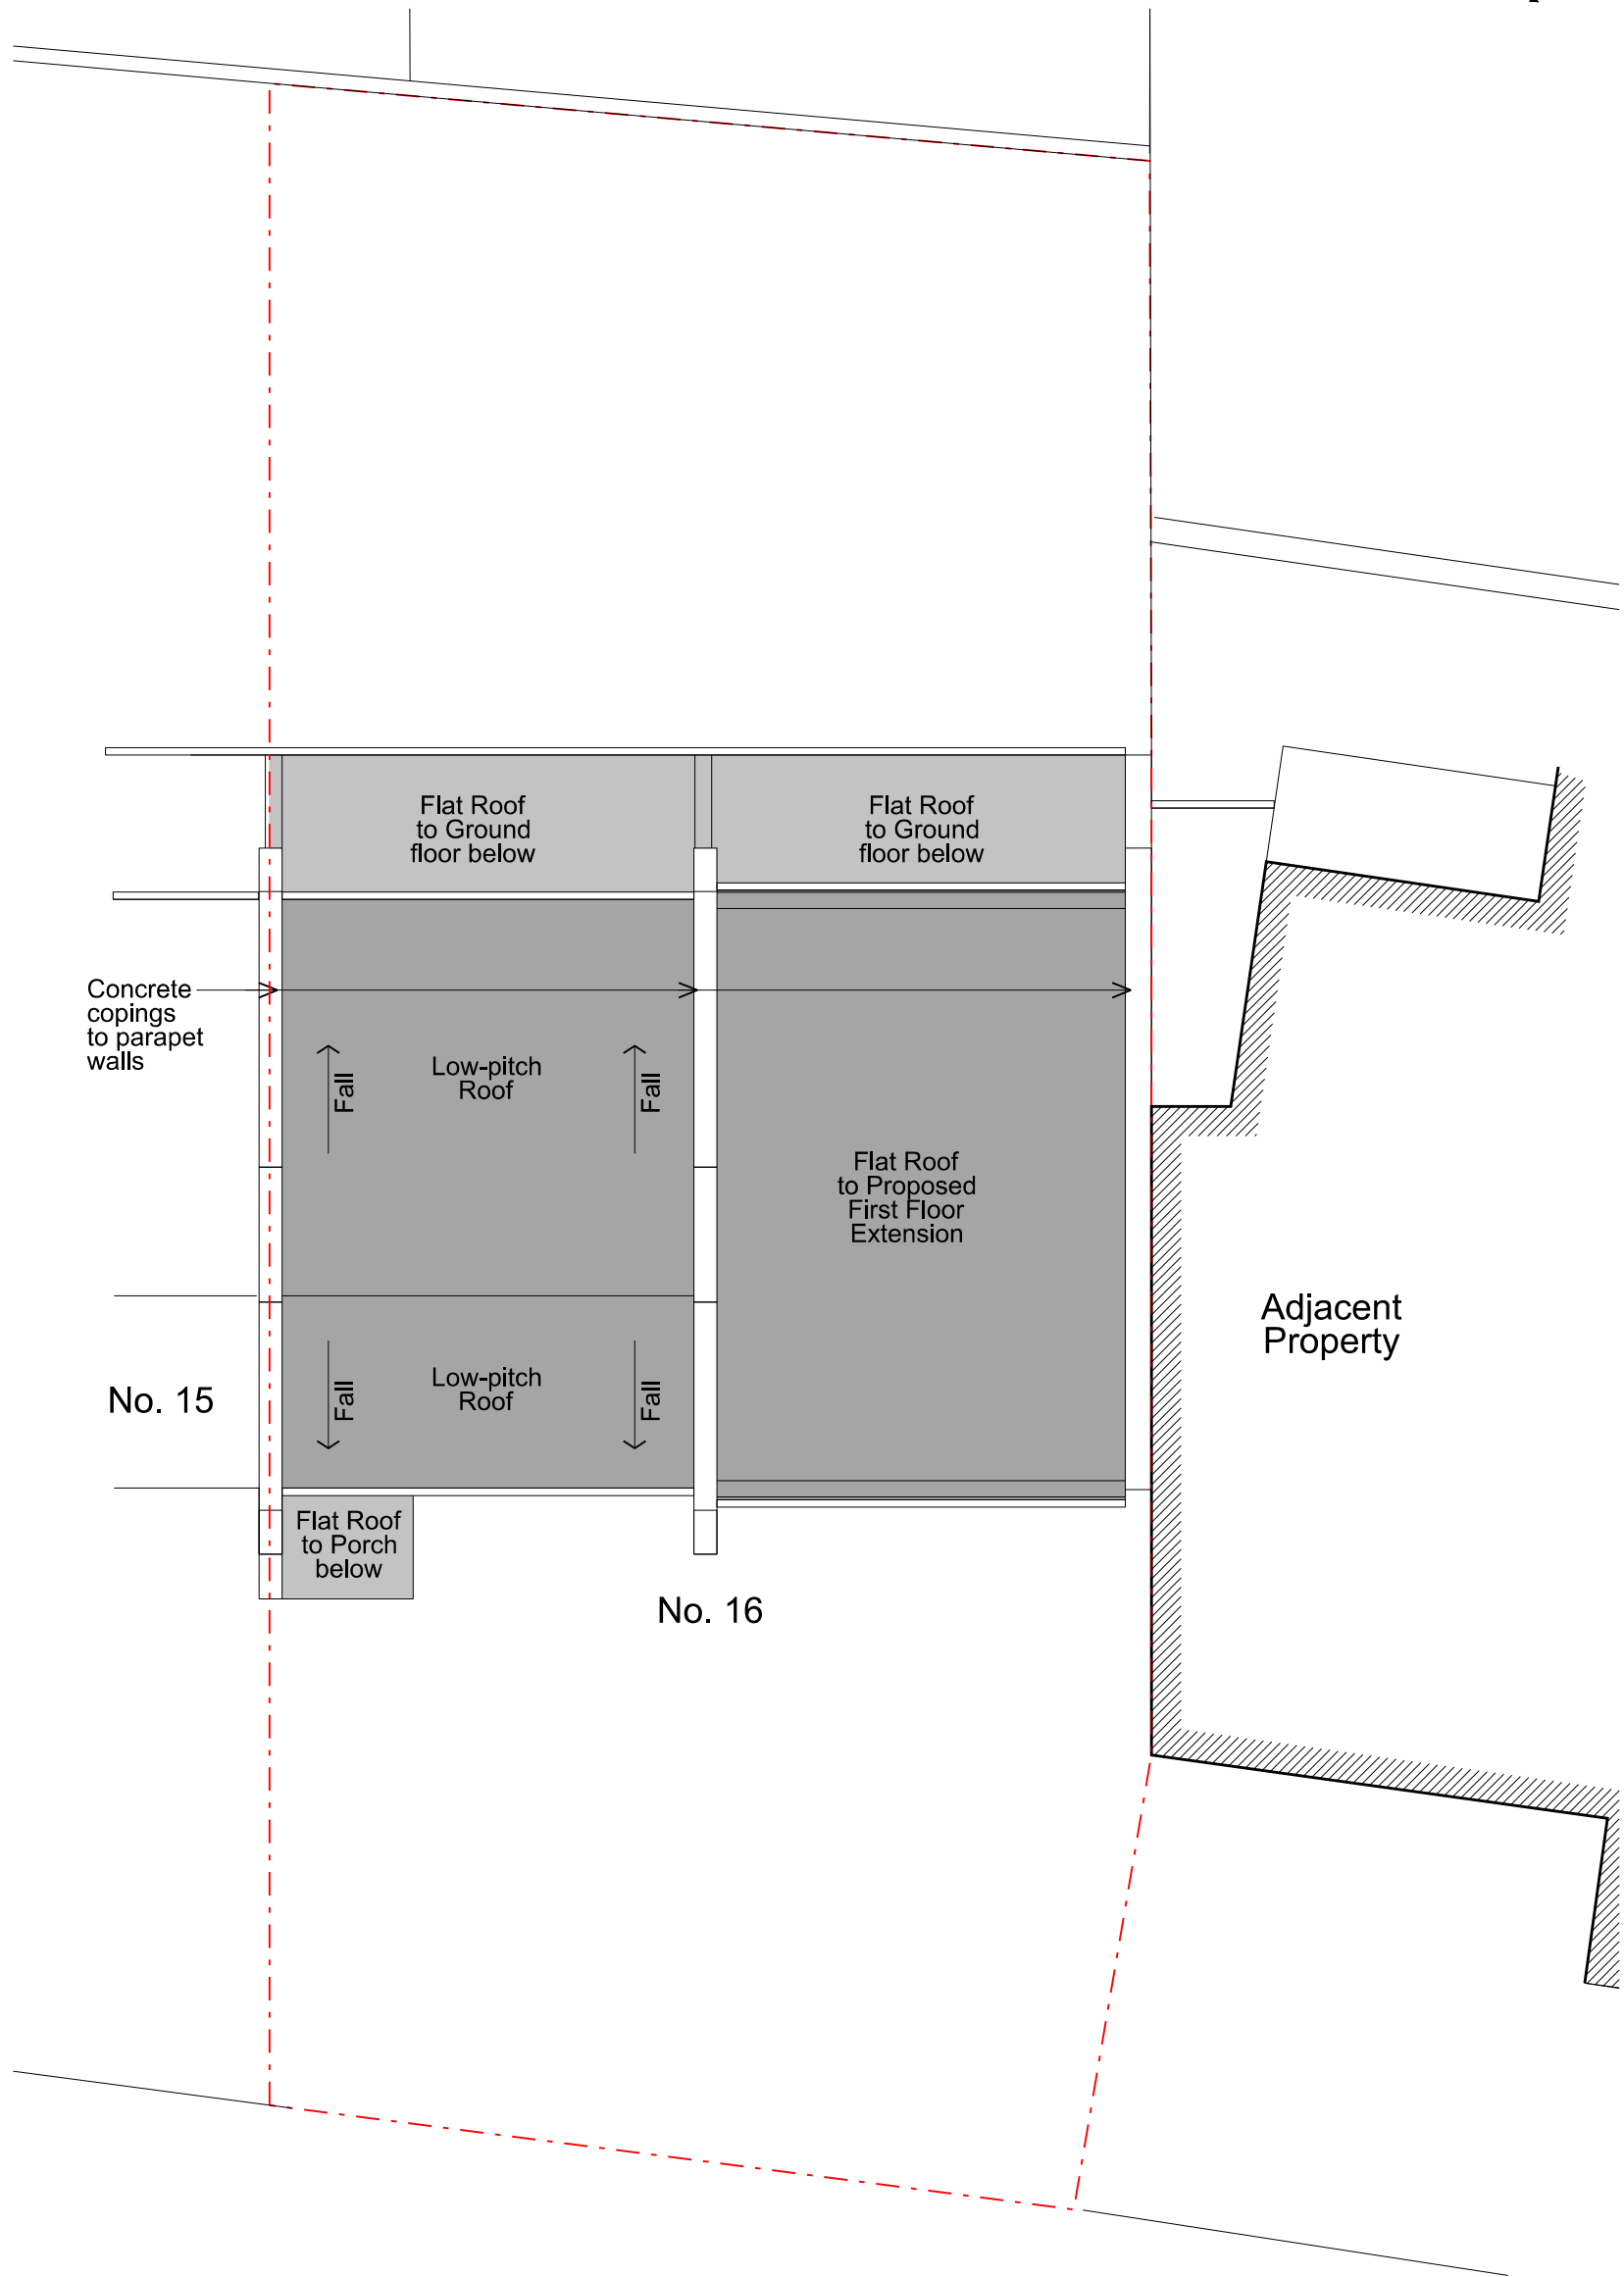 Flat Roof
to Ground
floor below
Flat Roof
to Ground
floor below
Concrete
copings
to parapet
walls
Low-pitch
Roof
Fall
Fall
Flat Roof
to Proposed
First Floor
Extension
Adjacent
Property
No. 15
Low-pitch
Roof
Fall
Fall
Flat Roof
to Porch
below
No. 16